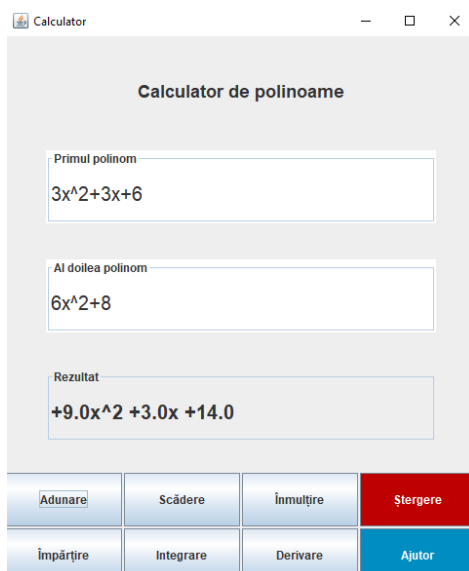 Calculator
Calculator de polinoame
Primul polinom
3x^2+3x+6
Al doilea polinom
6x^2+8
Rezultat
+9.0x^2 +3.0x +14.0
Adunare Scădere Înmulțire Ștergere
Împărțire Integrare Derivare Ajutor